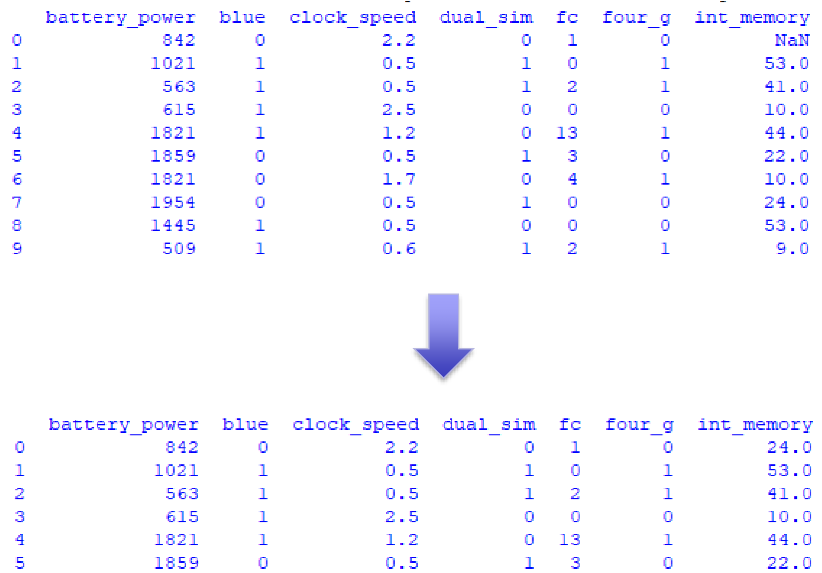 battery_power blue clock_speed dual_sim fc four_g int_memory
0 842 0 2.2 0 1 0 NaN
1 1021 1 0.5 1 0 1 53.0
2 563 1 0.5 1 2 1 41.0
3 615 1 2.5 0 0 0 10.0
4 1821 1 1.2 0 13 1 44.0
5 1859 0 0.5 1 3 0 22.0
6 1821 0 1.7 0 4 1 10.0
7 1954 0 0.5 1 0 0 24.0
8 1445 1 0.5 0 0 0 53.0
9 509 1 0.6 1 2 1 9.0
battery_power blue clock_speed dual_sim fc four_g int_memory
0 842 0 2.2 0 1 0 24.0
1 1021 1 0.5 1 0 1 53.0
2 563 1 0.5 1 2 1 41.0
3 615 1 2.5 0 0 0 10.0
4 1821 1 1.2 0 13 1 44.0
5 1859 0 0.5 1 3 0 22.0